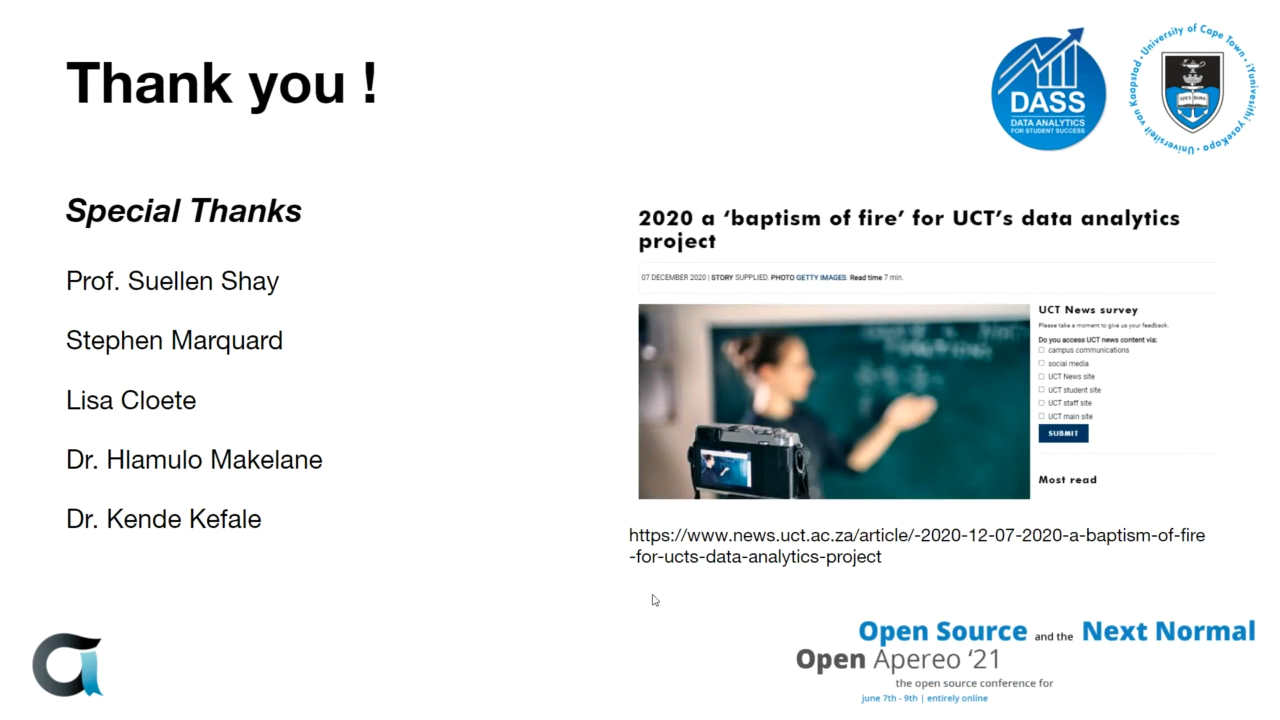 Thank you !
DASS
DATA ANALYTICS
FOR STUDENT SUCCESS
University of Cape Town · iYunivesithi yaseKapa · Universiteit van Kaapstad ·
SPES BONA
Special Thanks
Prof. Suellen Shay
Stephen Marquard
Lisa Cloete
Dr. Hlamulo Makelane
Dr. Kende Kefale
2020 a ‘baptism of fire’ for UCT’s data analytics
project
07 DECEMBER 2020 | STORY SUPPLIED. PHOTO GETTY IMAGES. Read time 7 min.
UCT News survey
Please take a moment to give us your feedback.
Do you access UCT news content via:
campus communications
social media
UCT News site
UCT student site
UCT staff site
UCT main site
SUBMIT
Most read
https://www.news.uct.ac.za/article/-2020-12-07-2020-a-baptism-of-fire
-for-ucts-data-analytics-project
Open Source and the Next Normal
Open Apereo ‘21
the open source conference for
june 7th - 9th | entirely online